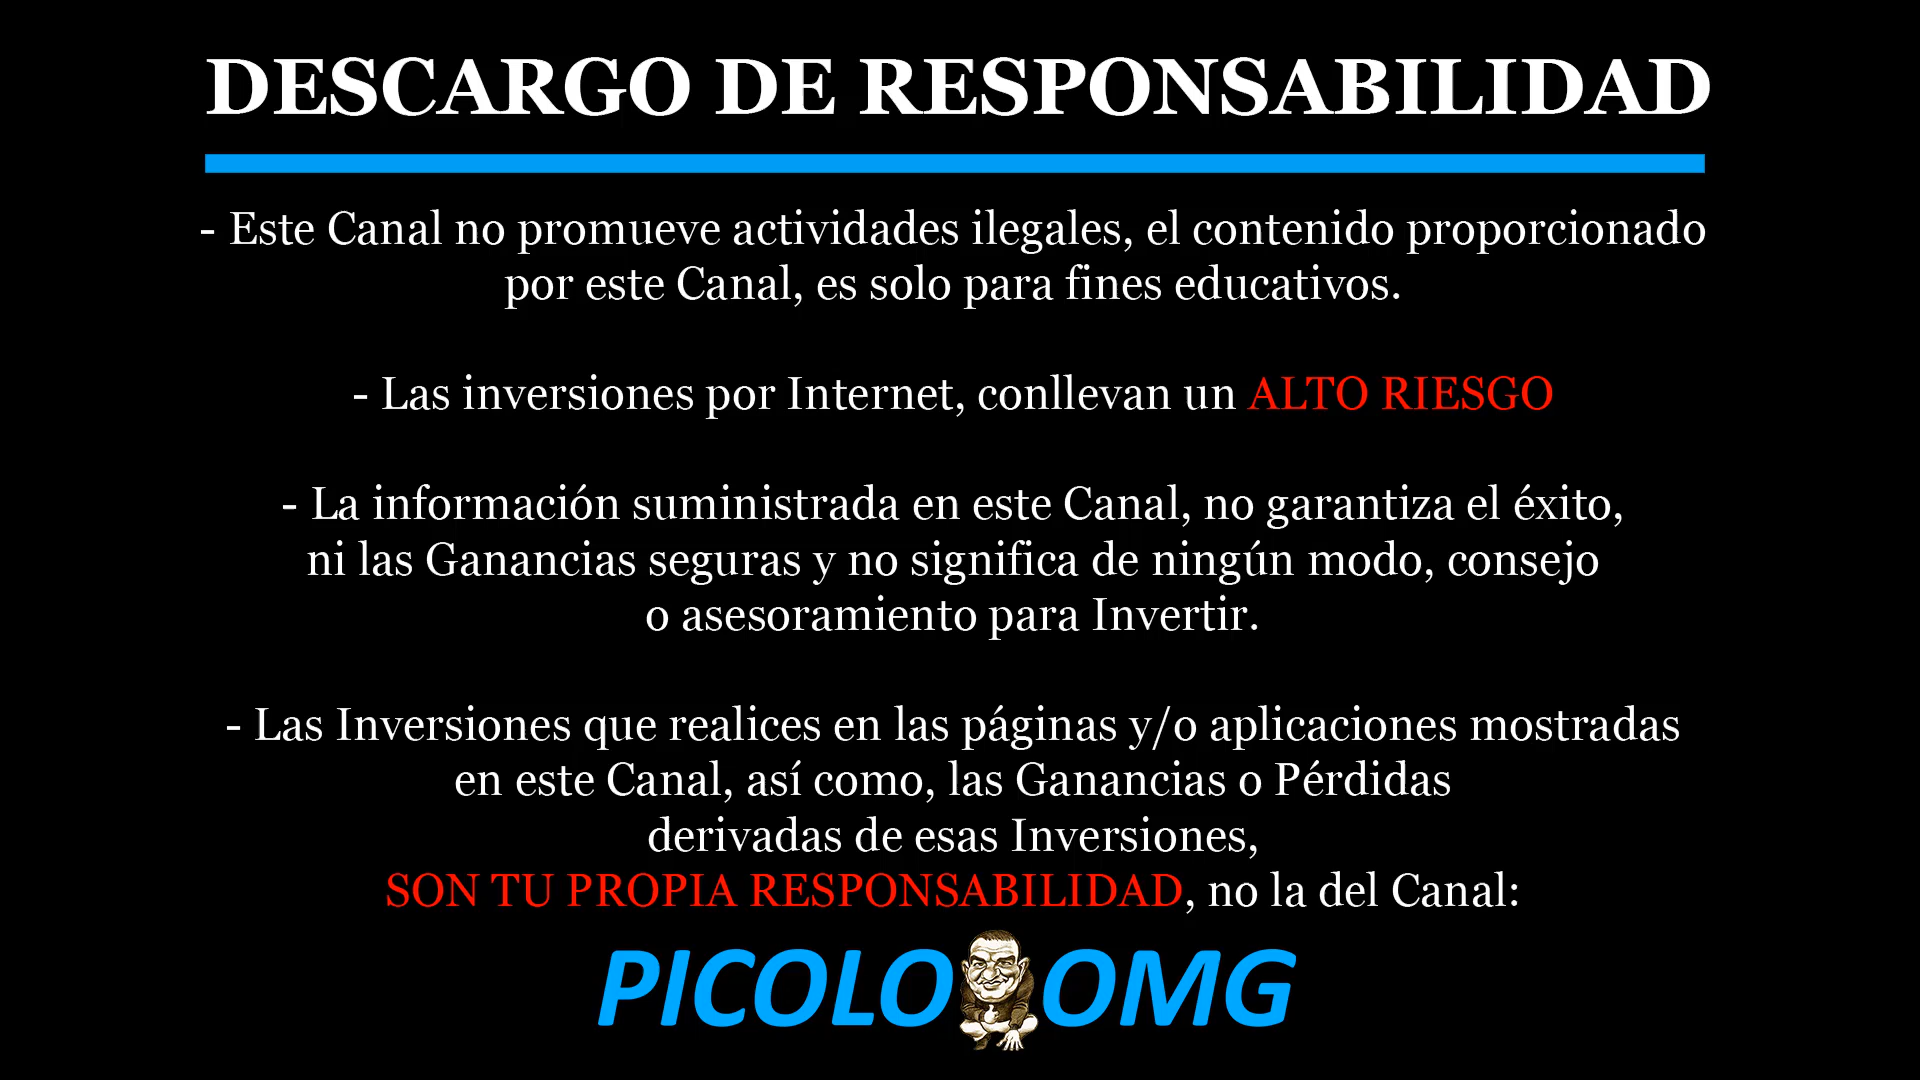 DESCARGO DE RESPONSABILIDAD
- Este Canal no promueve actividades ilegales, el contenido proporcionado
por este Canal, es solo para fines educativos.
- Las inversiones por Internet, conllevan un ALTO RIESGO
- La información suministrada en este Canal, no garantiza el éxito,
ni las Ganancias seguras y no significa de ningún modo, consejo
o asesoramiento para Invertir.
- Las Inversiones que realices en las páginas y/o aplicaciones mostradas
en este Canal, así como, las Ganancias o Pérdidas
derivadas de esas Inversiones,
SON TU PROPIA RESPONSABILIDAD, no la del Canal:
PICOLO OMG